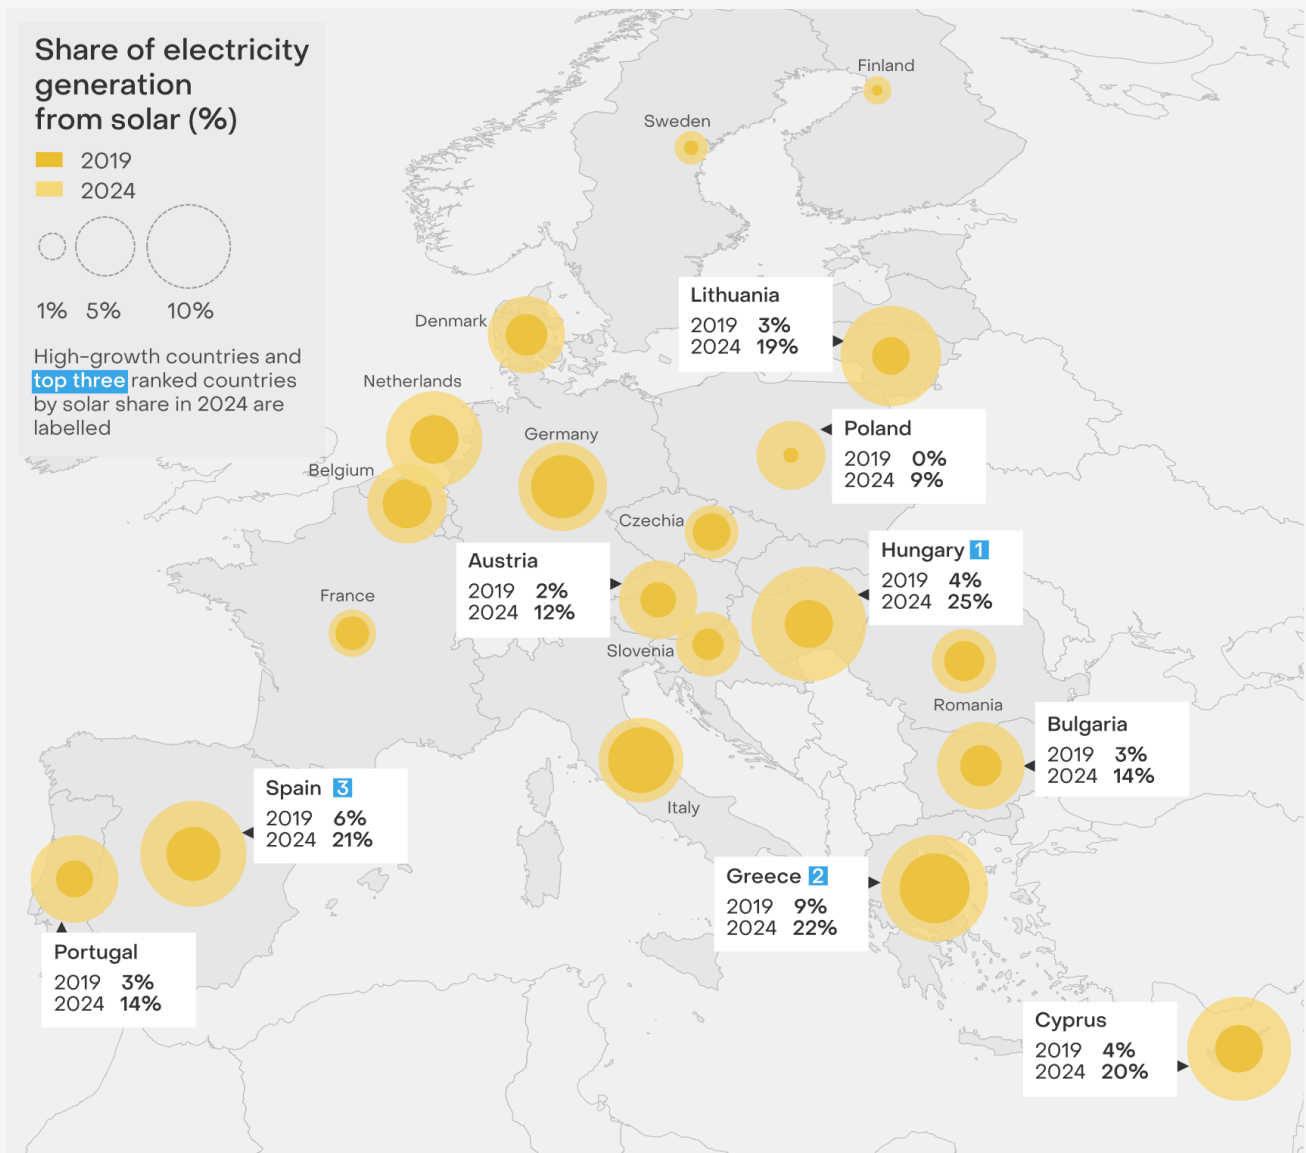 Share of electricity
generation
from solar (%)
2019
2024
1% 5% 10%
High-growth countries and
top three ranked countries
by solar share in 2024 are
labelled
Finland
Sweden
Lithuania
2019 3%
2024 19%
Denmark
Netherlands
Germany
Poland
2019 0%
2024 9%
Belgium
Czechia
Austria
2019 2%
2024 12%
Hungary 1
2019 4%
2024 25%
France
Slovenia
Romania
Bulgaria
2019 3%
2024 14%
Spain 3
2019 6%
2024 21%
Italy
Greece 2
2019 9%
2024 22%
Portugal
2019 3%
2024 14%
Cyprus
2019 4%
2024 20%